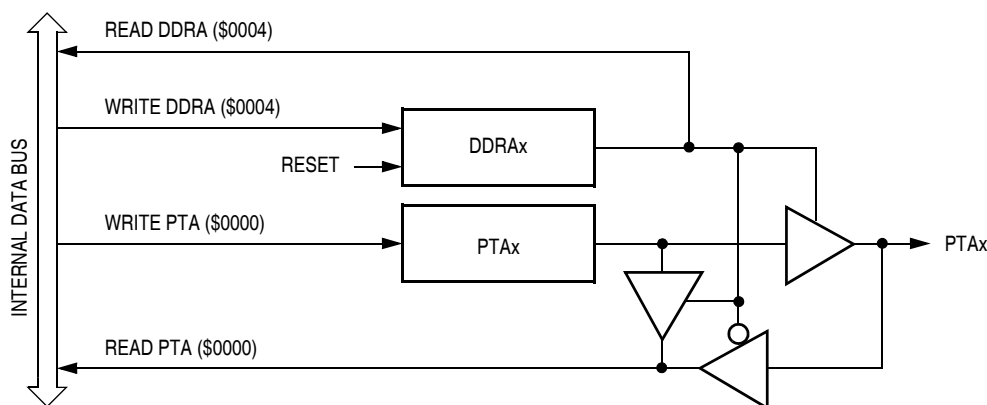 READ DDRA ($0004)
WRITE DDRA ($0004)
DDRAx
RESET
INTERNAL DATA BUS
WRITE PTA ($0000)
PTAx
PTAx
READ PTA ($0000)